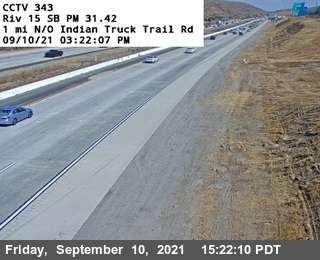 CCTV 343
Riv 15 SB PM 31.42
1 mi N/O Indian Truck Trail Rd
09/10/21 03:22:07 PM
Friday, September 10, 2021 15:22:10 PDT